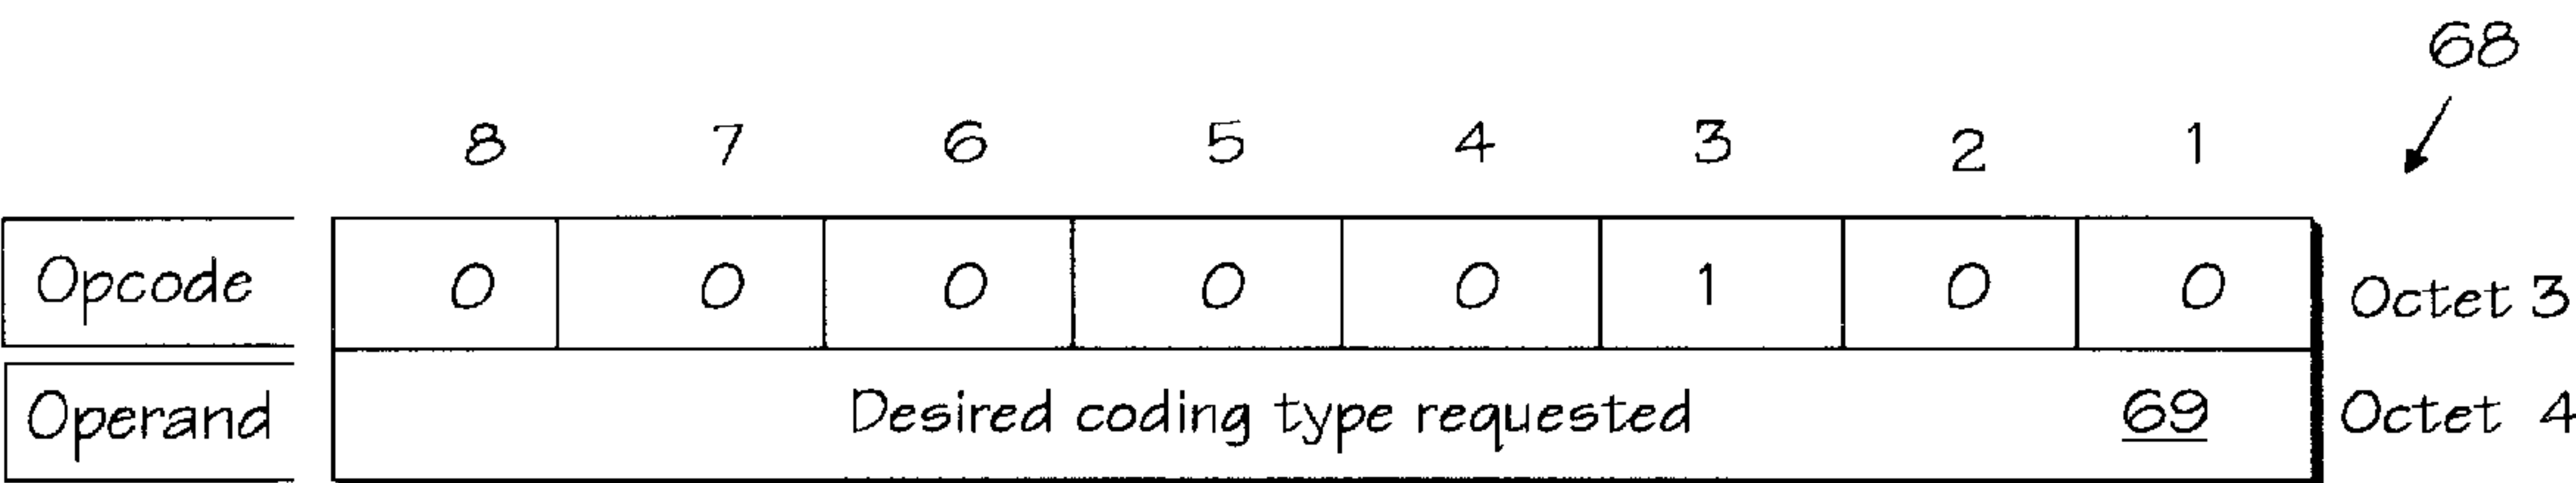 68
8 7 6 5 4 3 2 1
Opcode 0 0 0 0 0 1 0 0 Octet 3
Operand Desired coding type requested 69 Octet 4